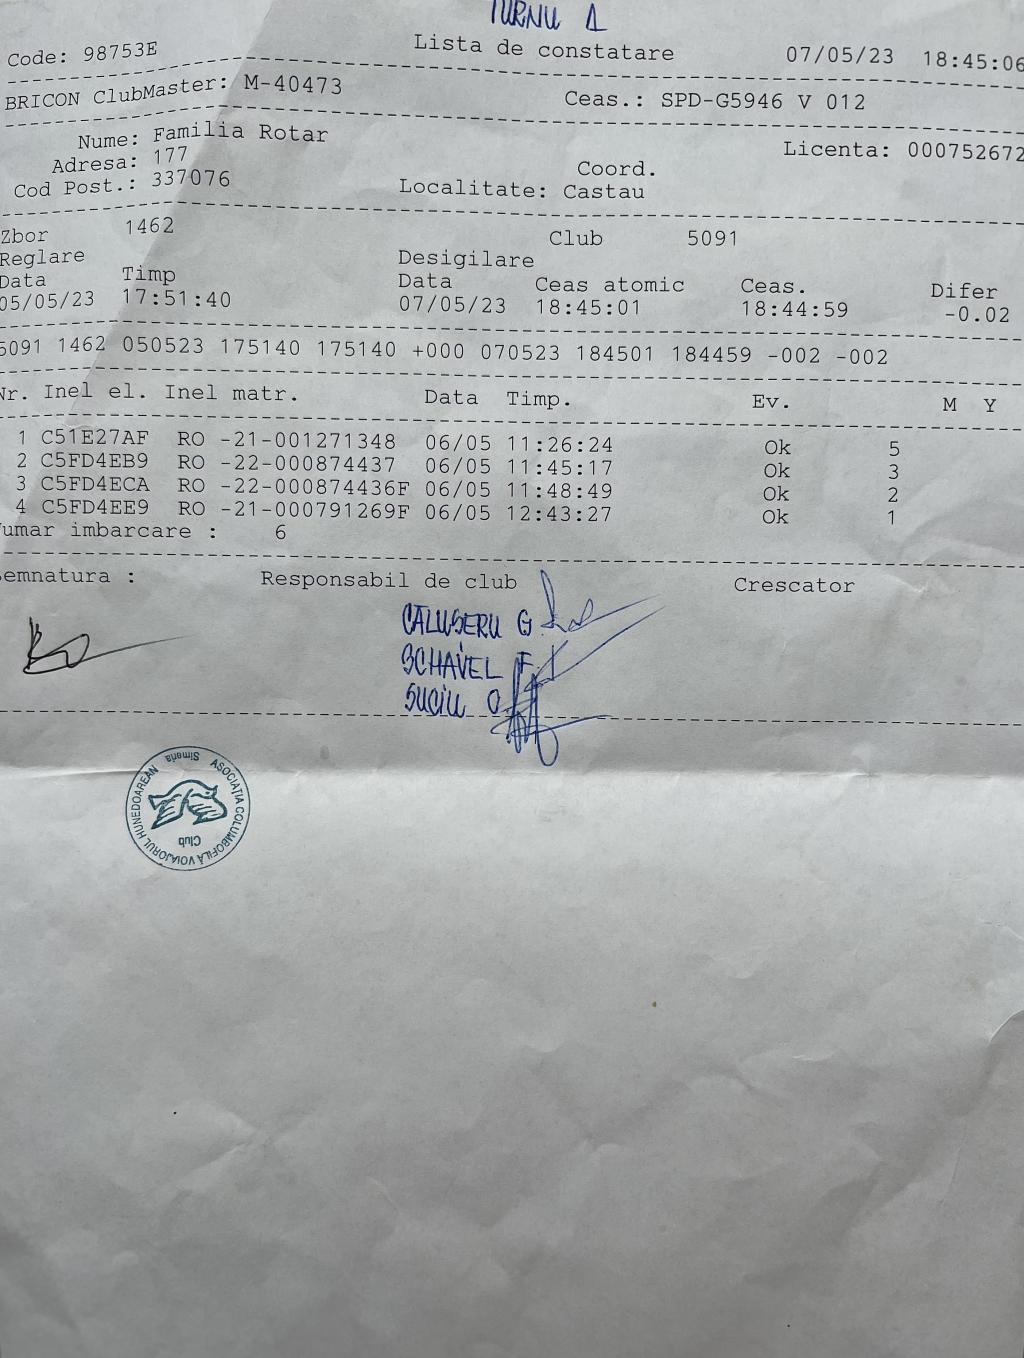 TURNU 1
Code: 98753E Lista de constatare 07/05/23 18:45:06
BRICON ClubMaster: M-40473 Ceas.: SPD-G5946 V 012
Nume: Familia Rotar Licenta: 000752672
Adresa: 177 Coord.
Cod Post.: 337076 Localitate: Castau
Zbor 1462 Club 5091
Reglare Desigilare
Data Timp Data Ceas atomic Ceas. Difer
05/05/23 17:51:40 07/05/23 18:45:01 18:44:59 -0.02
5091 1462 050523 175140 175140 +000 070523 184501 184459 -002 -002
Nr. Inel el. Inel matr. Data Timp. Ev. M Y
1 C51E27AF RO -21-001271348 06/05 11:26:24 Ok 5
2 C5FD4EB9 RO -22-000874437 06/05 11:45:17 Ok 3
3 C5FD4ECA RO -22-000874436F 06/05 11:48:49 Ok 2
4 C5FD4EE9 RO -21-000791269F 06/05 12:43:27 Ok 1
umar imbarcare : 6
emnatura : Responsabil de club Crescator
CALUSERU G
SCHAVEL F
SUCIU O
ASOCIAȚIA COLUMBOFILĂ VOIAJORUL HUNEDOAREAN
Simeria
Club